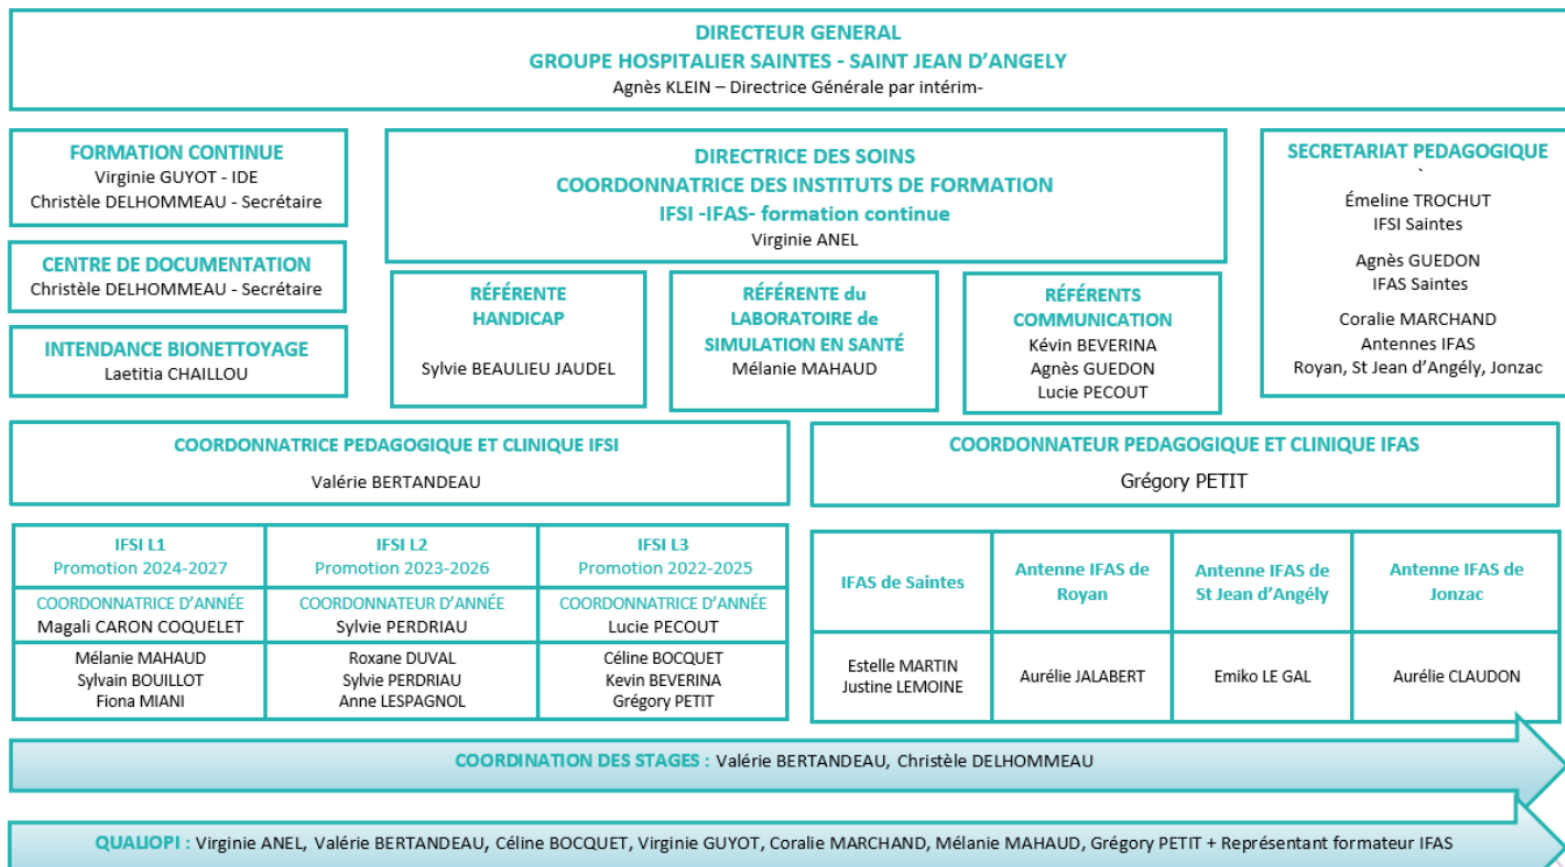 DIRECTEUR GENERAL
GROUPE HOSPITALIER SAINTES - SAINT JEAN D'ANGELY
Agnès KLEIN – Directrice Générale par intérim-
FORMATION CONTINUE
Virginie GUYOT - IDE
Christèle DELHOMMEAU - Secrétaire
CENTRE DE DOCUMENTATION
Christèle DELHOMMEAU - Secrétaire
INTENDANCE BIONETTOYAGE
Laetitia CHAILLOU
DIRECTRICE DES SOINS
COORDONNATRICE DES INSTITUTS DE FORMATION
IFSI -IFAS- formation continue
Virginie ANEL
RÉFÉRENTE
HANDICAP
Sylvie BEAULIEU JAUDEL
RÉFÉRENTE du
LABORATOIRE de
SIMULATION EN SANTÉ
Mélanie MAHAUD
RÉFÉRENTS
COMMUNICATION
Kévin BEVERINA
Agnès GUEDON
Lucie PECOUT
SECRETARIAT PEDAGOGIQUE
`
Émeline TROCHUT
IFSI Saintes
Agnès GUEDON
IFAS Saintes
Coralie MARCHAND
Antennes IFAS
Royan, St Jean d'Angély, Jonzac
COORDONNATRICE PEDAGOGIQUE ET CLINIQUE IFSI
Valérie BERTANDEAU
COORDONNATEUR PEDAGOGIQUE ET CLINIQUE IFAS
Grégory PETIT
IFSI L1
Promotion 2024-2027
COORDONNATRICE D'ANNÉE
Magali CARON COQUELET
Mélanie MAHAUD
Sylvain BOUILLOT
Fiona MIANI
IFSI L2
Promotion 2023-2026
COORDONNATEUR D'ANNÉE
Sylvie PERDRIAU
Roxane DUVAL
Sylvie PERDRIAU
Anne LESPAGNOL
IFSI L3
Promotion 2022-2025
COORDONNATRICE D'ANNÉE
Lucie PECOUT
Céline BOCQUET
Kevin BEVERINA
Grégory PETIT
IFAS de Saintes
Estelle MARTIN
Justine LEMOINE
Antenne IFAS de
Royan
Aurélie JALABERT
Antenne IFAS de
St Jean d'Angély
Emiko LE GAL
Antenne IFAS de
Jonzac
Aurélie CLAUDON
COORDINATION DES STAGES : Valérie BERTANDEAU, Christèle DELHOMMEAU
QUALIOPI : Virginie ANEL, Valérie BERTANDEAU, Céline BOCQUET, Virginie GUYOT, Coralie MARCHAND, Mélanie MAHAUD, Grégory PETIT + Représentant formateur IFAS